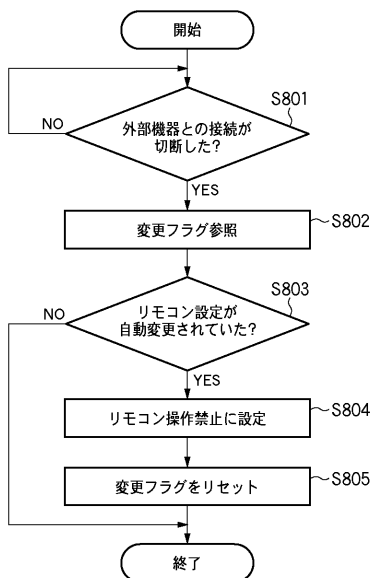 開始
S801
外部機器との接続が
切断した?
NO
YES
変更フラグ参照
S802
S803
リモコン設定が
自動変更されていた?
NO
YES
リモコン操作禁止に設定
S804
変更フラグをリセット
S805
終了